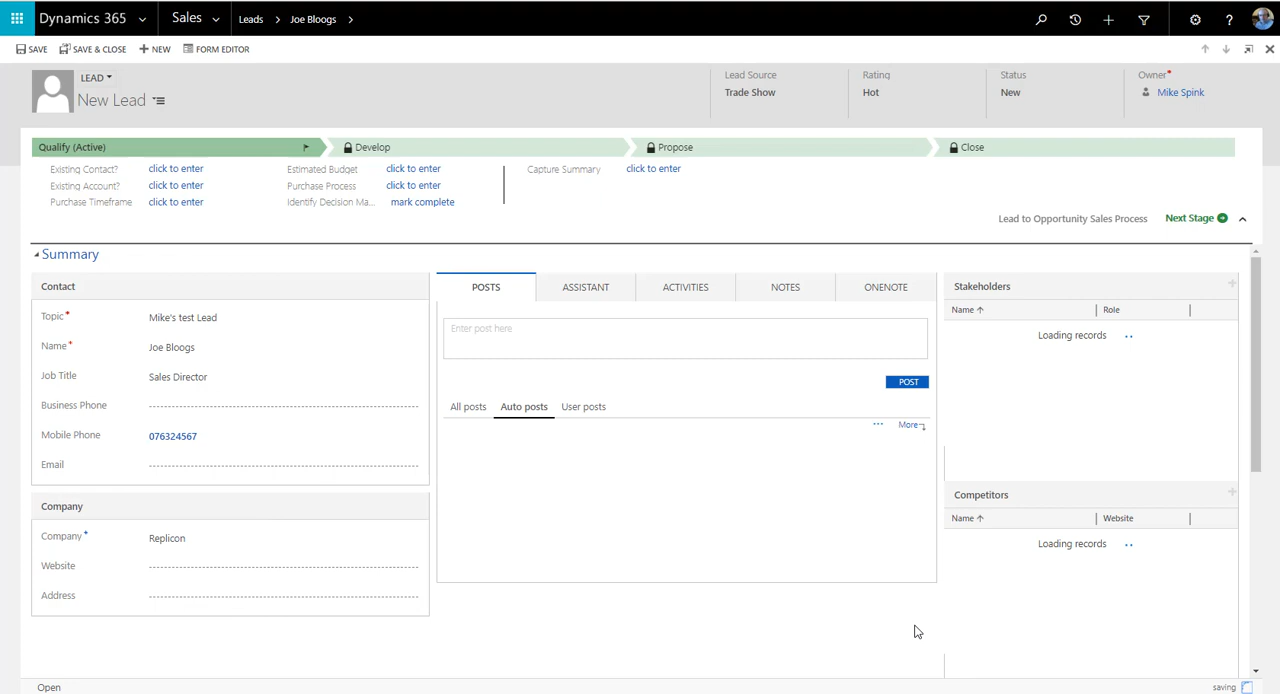 Dynamics 365 Sales Leads Joe Bloogs
SAVE SAVE & CLOSE NEW FORM EDITOR
LEAD
New Lead
Lead Source
Trade Show
Rating
Hot
Status
New
Owner*
Mike Spink
Qualify (Active) Develop Propose Close
Existing Contact? click to enter Estimated Budget click to enter Capture Summary click to enter
Existing Account? click to enter Purchase Process click to enter
Purchase Timeframe click to enter Identify Decision Ma... mark complete
Lead to Opportunity Sales Process Next Stage
Summary
Contact
Topic* Mike's test Lead
Name* Joe Bloogs
Job Title Sales Director
Business Phone
Mobile Phone 076324567
Email
Company
Company* Replicon
Website
Address
POSTS ASSISTANT ACTIVITIES NOTES ONENOTE
Enter post here
POST
All posts Auto posts User posts
More
Stakeholders
Name Role
Loading records
Competitors
Name Website
Loading records
Open saving